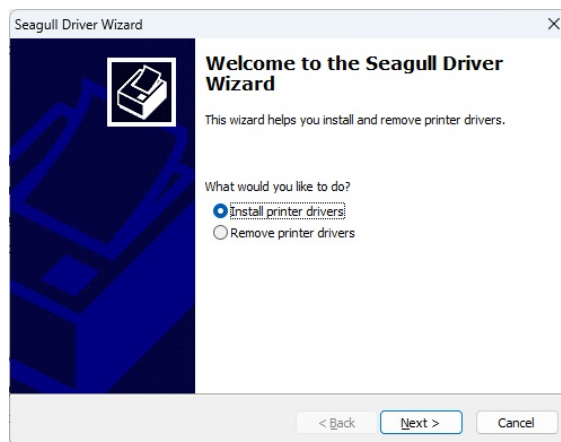 Seagull Driver Wizard
Welcome to the Seagull Driver
Wizard
This wizard helps you install and remove printer drivers.
What would you like to do?
Install printer drivers
Remove printer drivers
< Back
Next >
Cancel